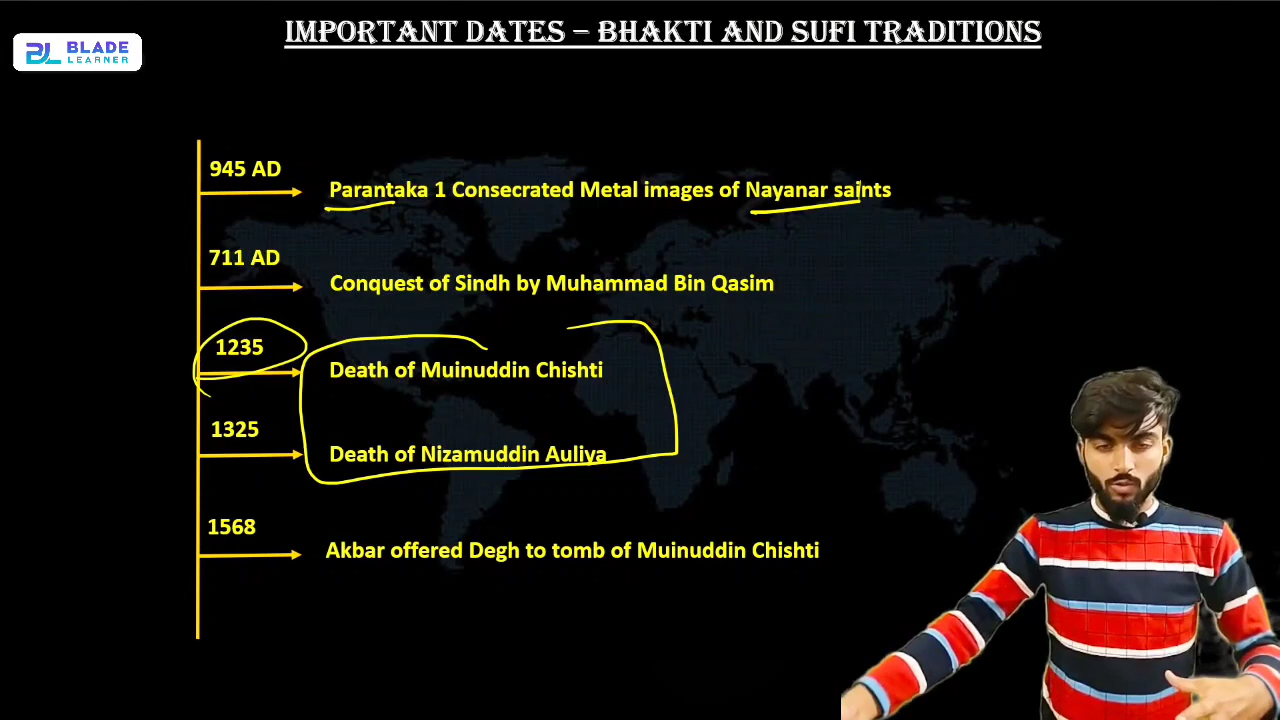 IMPORTANT DATES – BHAKTI AND SUFI TRADITIONS
BLADE
LEARNER
945 AD
Parantaka 1 Consecrated Metal images of Nayanar saints
711 AD
Conquest of Sindh by Muhammad Bin Qasim
1235
Death of Muinuddin Chishti
1325
Death of Nizamuddin Auliya
1568
Akbar offered Degh to tomb of Muinuddin Chishti